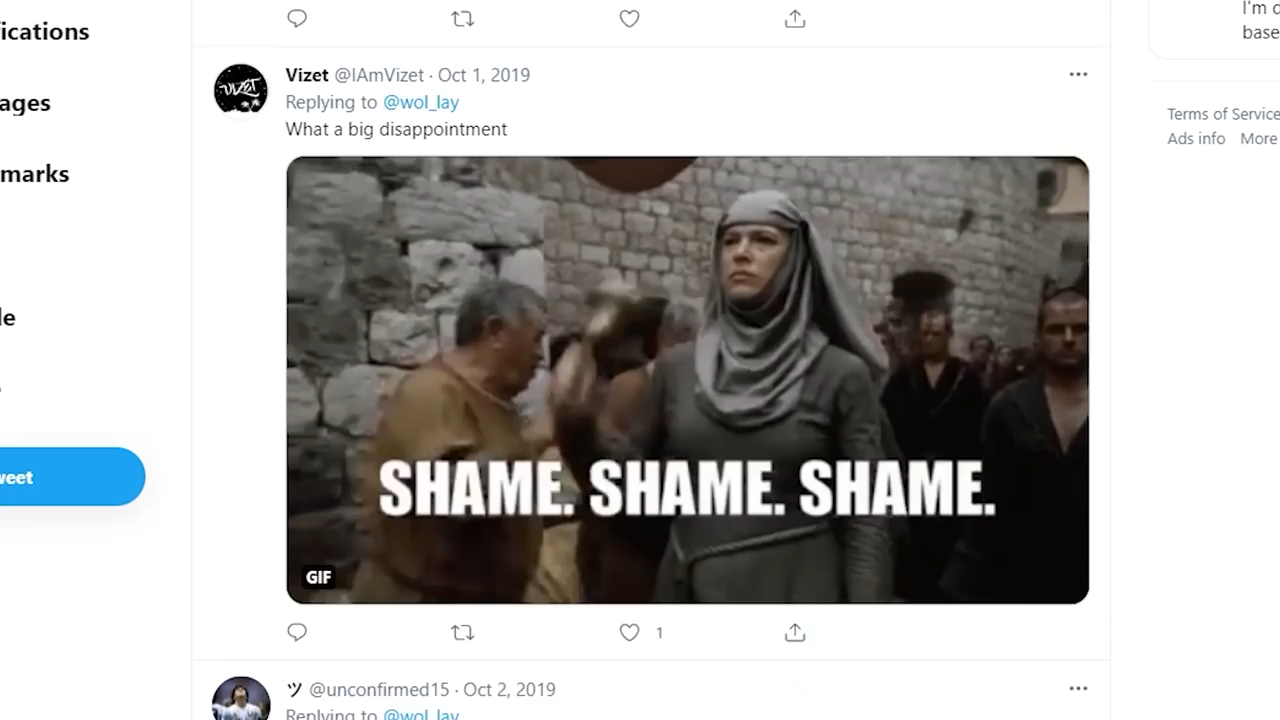 ications
ages
marks
le
weet
Vizet @IAmVizet · Oct 1, 2019
Replying to @wol_lay
What a big disappointment
VIZET
SHAME. SHAME. SHAME.
GIF
1
ツ @unconfirmed15 · Oct 2, 2019
Replying to @wol_lay
I'm d
base
Terms of Service
Ads info More